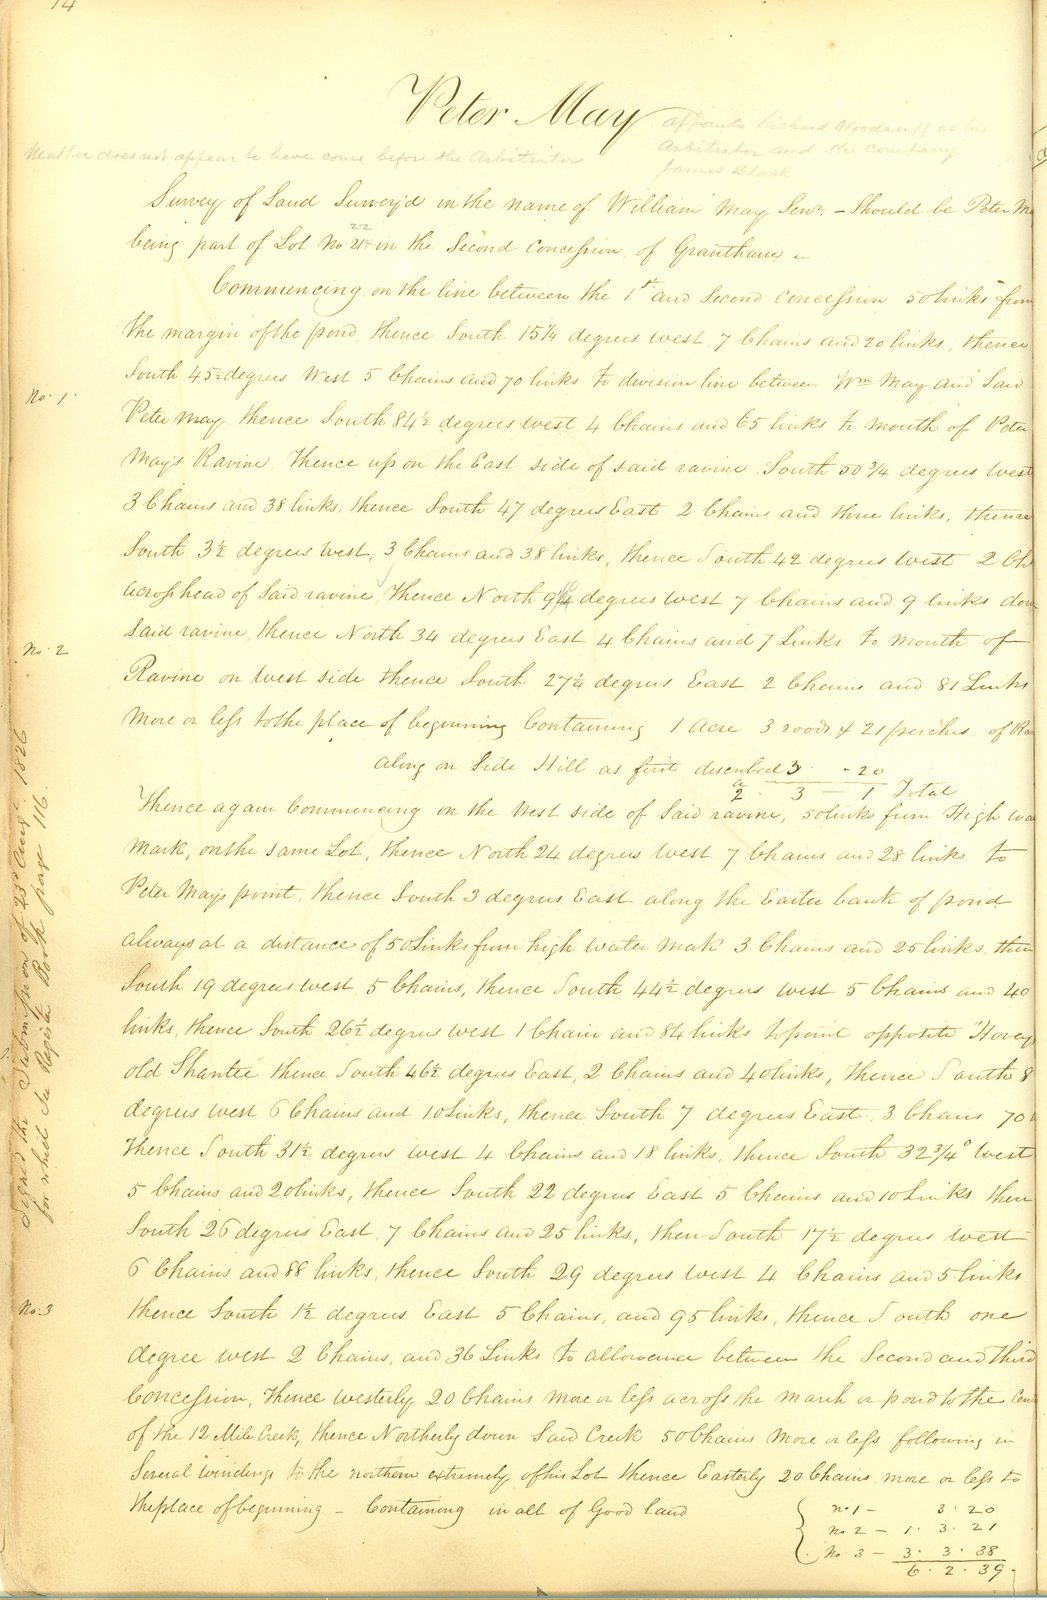 14
Peter May
appoints Richard Woodruff as his
Arbitrator and the company
James Black
Matter does not appear to have come before the Arbitrators
Survey of Land Survey'd in the name of William May Senr. – Should be Peter
being part of Lot No 22 in the Second Concession of Grantham –
Commencing on the line between the 1st and Second Concession 50 links from
the margin of the pond, thence South 15¼ degrees west 7 Chains and 20 links, thence
South 45½ degrees West 5 Chains and 70 links to division line between Wm May and Said
No. 1.
Peter May, thence South 84½ degrees west 4 Chains and 65 links to mouth of Peter
May's Ravine. Thence up on the East side of said ravine South 50 3/4 degrees West
3 Chains and 38 links, thence South 47 degrees East 2 Chains and three links, thence
South 3½ degrees west, 3 Chains and 38 links, thence South 42 degrees west 2 Ch
across head of said ravine, Thence North degrees west 7 Chains and 9 links
said ravine, thence North 34 degrees East 4 Chains and 7 Links to mouth of
No. 2
Ravine on west side thence South 27¼ degrees East 2 Chains and 81 Links
more or less to the place of beginning Containing 1 Acre 3 roods & 21 perches of
along on Side Hill as first described 3 - 20
a
2. 3 – 1 Total
Thence again Commencing on the West side of Said ravine, 50 links from High
Mark, on the same Lot, thence North 24 degrees west 7 Chains and 28 links to
Peter Mays point, thence South 3 degrees East along the Easter bank of pond
always at a distance of 50 Links from high water mak 3 Chains and 25 links, then
South 19 degrees west 5 Chains, thence South 44½ degrees west 5 Chains and 40
links, thence South 26½ degrees west 1 Chain and 84 links to point opposite
old Shantee thence South 46½ degrees East, 2 Chains and 40 links, thence South 8
degrees west 6 Chains and 10 Links, thence South 7 degrees East 3 Chains 70
Thence South 31½ degrees west 4 Chains and 18 links, thence South 32 3/4° West
5 Chains and 20 links, thence South 22 degrees East 5 Chains and 10 Links then
South 26 degrees East, 7 Chains and 25 links, then South 17½ degrees west
6 Chains and 88 links, thence South 29 degrees west 4 Chains and 5 links
No. 3
thence South 1½ degrees East 5 Chains, and 95 links, thence South one
degree west 2 Chains, and 36 Links to allowance between the Second and third
Concession, Thence westerly 20 Chains more or less across the marsh or pond to the
of the 12 Mile Creek, thence Northerly down Said Creek 50 Chains more or less following in
Several windings to the northern extremely of his Lot thence Easterly 20 Chains more or less to
the place of beginning – Containing in all of Good land
No 1 – 3. 20
No 2 – 1. 3. 21
No. 3 – 3. 3. 38
6. 2. 39.
Signed the Submission of 23d Augt. 1826
for which See Register Book page 116.